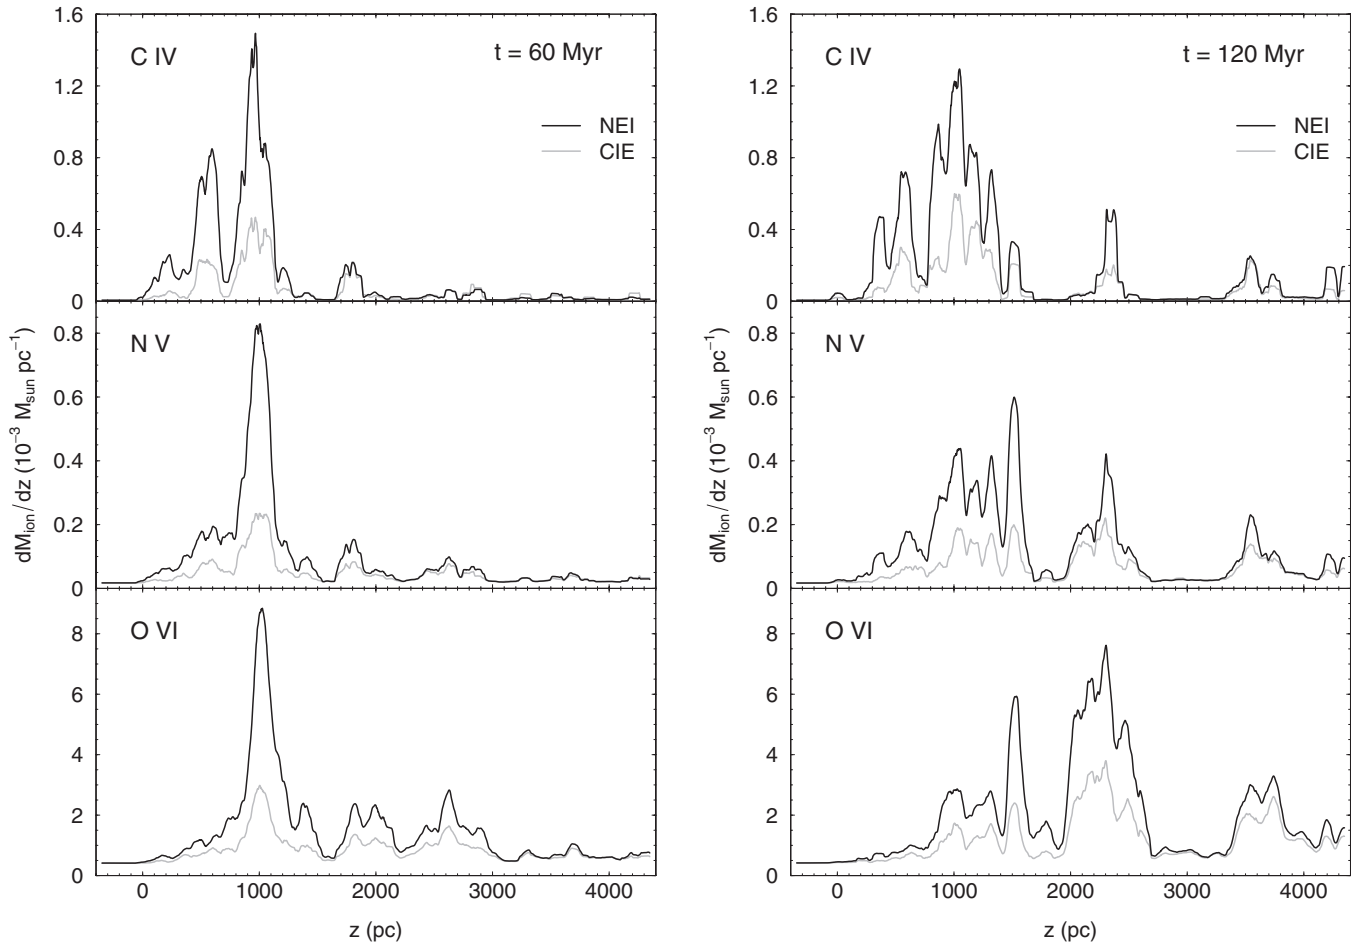 C IV
t = 60 Myr
NEI
CIE
1.6
1.2
0.8
0.4
0
N V
0.8
0.6
0.4
0.2
0
O VI
8
6
4
2
0
dM_ion/dz (10⁻³ M_sun pc⁻¹)
0 1000 2000 3000 4000
z (pc)
C IV
t = 120 Myr
NEI
CIE
1.6
1.2
0.8
0.4
0
N V
0.8
0.6
0.4
0.2
0
O VI
8
6
4
2
0
dM_ion/dz (10⁻³ M_sun pc⁻¹)
0 1000 2000 3000 4000
z (pc)